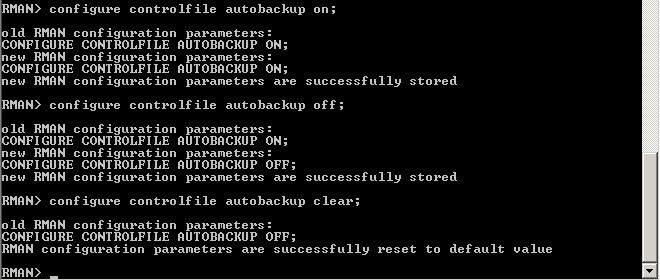 RMAN> configure controlfile autobackup on;
old RMAN configuration parameters:
CONFIGURE CONTROLFILE AUTOBACKUP ON;
new RMAN configuration parameters:
CONFIGURE CONTROLFILE AUTOBACKUP ON;
new RMAN configuration parameters are successfully stored
RMAN> configure controlfile autobackup off;
old RMAN configuration parameters:
CONFIGURE CONTROLFILE AUTOBACKUP ON;
new RMAN configuration parameters:
CONFIGURE CONTROLFILE AUTOBACKUP OFF;
new RMAN configuration parameters are successfully stored
RMAN> configure controlfile autobackup clear;
old RMAN configuration parameters:
CONFIGURE CONTROLFILE AUTOBACKUP OFF;
RMAN configuration parameters are successfully reset to default value
RMAN> _